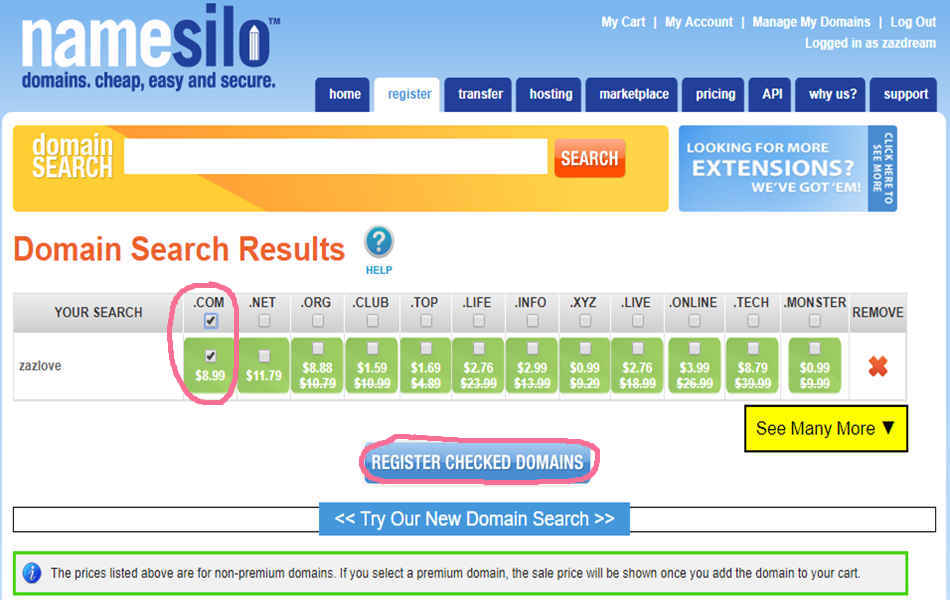 namesilo™
domains. cheap, easy and secure.
My Cart | My Account | Manage My Domains | Log Out
Logged in as zazdream
home register transfer hosting marketplace pricing API why us? support
domain
SEARCH
SEARCH
LOOKING FOR MORE
EXTENSIONS?
WE'VE GOT 'EM!
CLICK HERE TO
SEE MORE
Domain Search Results
?
HELP
YOUR SEARCH .COM .NET .ORG .CLUB .TOP .LIFE .INFO .XYZ .LIVE .ONLINE .TECH .MONSTER REMOVE
zazlove
$8.99 $11.79 $8.88 $1.59 $1.69 $2.76 $2.99 $0.99 $2.76 $3.99 $8.79 $0.99
$10.79 $10.99 $4.89 $23.99 $13.99 $9.29 $18.99 $26.99 $39.99 $9.99
See Many More ▼
REGISTER CHECKED DOMAINS
<< Try Our New Domain Search >>
i The prices listed above are for non-premium domains. If you select a premium domain, the sale price will be shown once you add the domain to your cart.